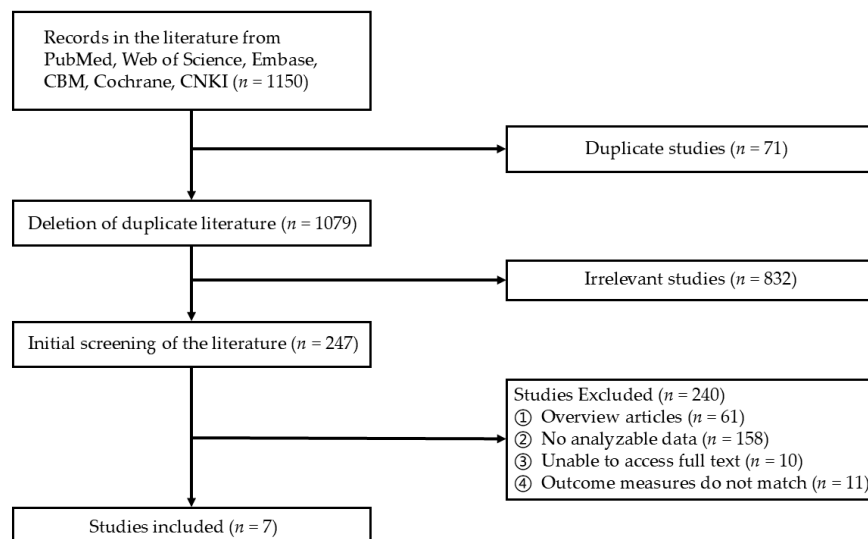 Records in the literature from
PubMed, Web of Science, Embase,
CBM, Cochrane, CNKI (n = 1150)
Duplicate studies (n = 71)
Deletion of duplicate literature (n = 1079)
Irrelevant studies (n = 832)
Initial screening of the literature (n = 247)
Studies Excluded (n = 240)
① Overview articles (n = 61)
② No analyzable data (n = 158)
③ Unable to access full text (n = 10)
④ Outcome measures do not match (n = 11)
Studies included (n = 7)